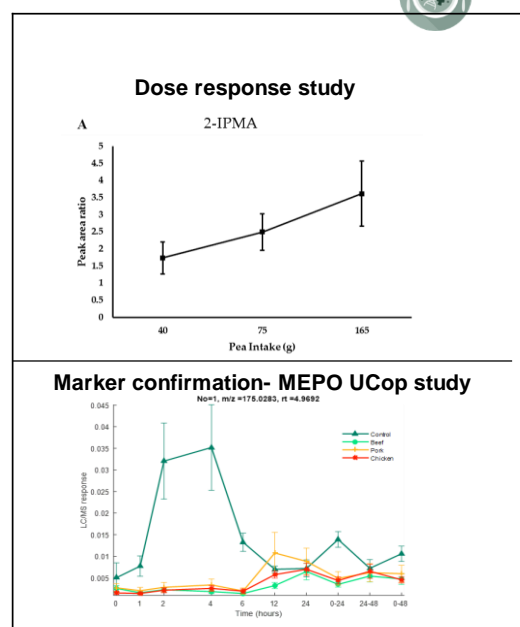 Dose response study
A 2-IPMA
Peak area ratio
5
4.5
4
3.5
3
2.5
2
1.5
1
0.5
0
40 75 165
Pea Intake (g)
Marker confirmation- MEPO UCop study
No=1, m/z =175.0283, rt =4.9692
LC/MS response
0.045
0.04
0.035
0.03
0.025
0.02
0.015
0.01
0.005
Control
Beef
Pork
Chicken
0 1 2 4 6 12 24 0-24 24-48 0-48
Time (hours)